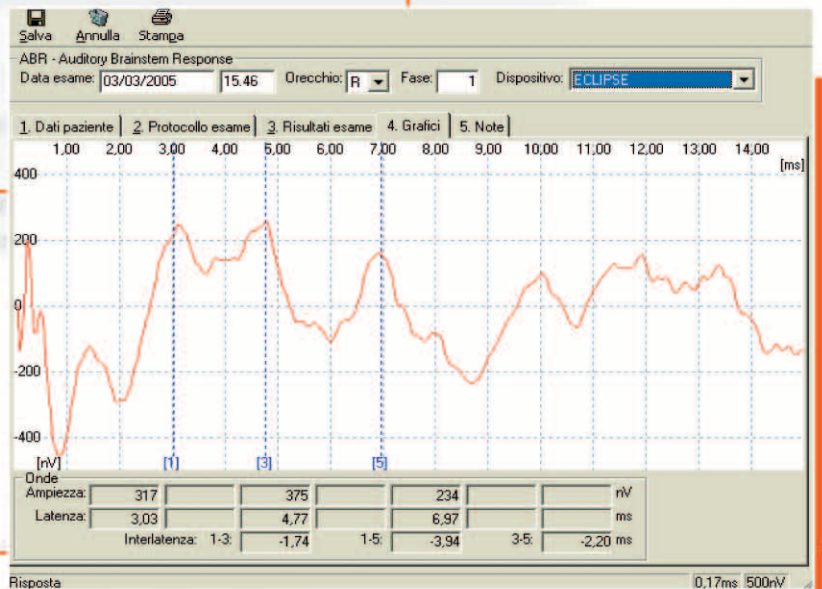 Salva Annulla Stampa
ABR - Auditory Brainstem Response
Data esame: 03/03/2005 15.46 Orecchio: R Fase: 1 Dispositivo: ECLIPSE
1. Dati paziente 2. Protocollo esame 3. Risultati esame 4. Grafici 5. Note
1,00 2,00 3,00 4,00 5,00 6,00 7,00 8,00 9,00 10,00 11,00 12,00 13,00 14,00
[ms]
400
200
0
-200
-400
[nV] [1] [3] [5]
Onde
Ampiezza: 317 375 234 nV
Latenza: 3,03 4,77 6,97 ms
Interlatenza: 1-3: -1,74 1-5: -3,94 3-5: -2,20 ms
Risposta 0,17ms 500nV